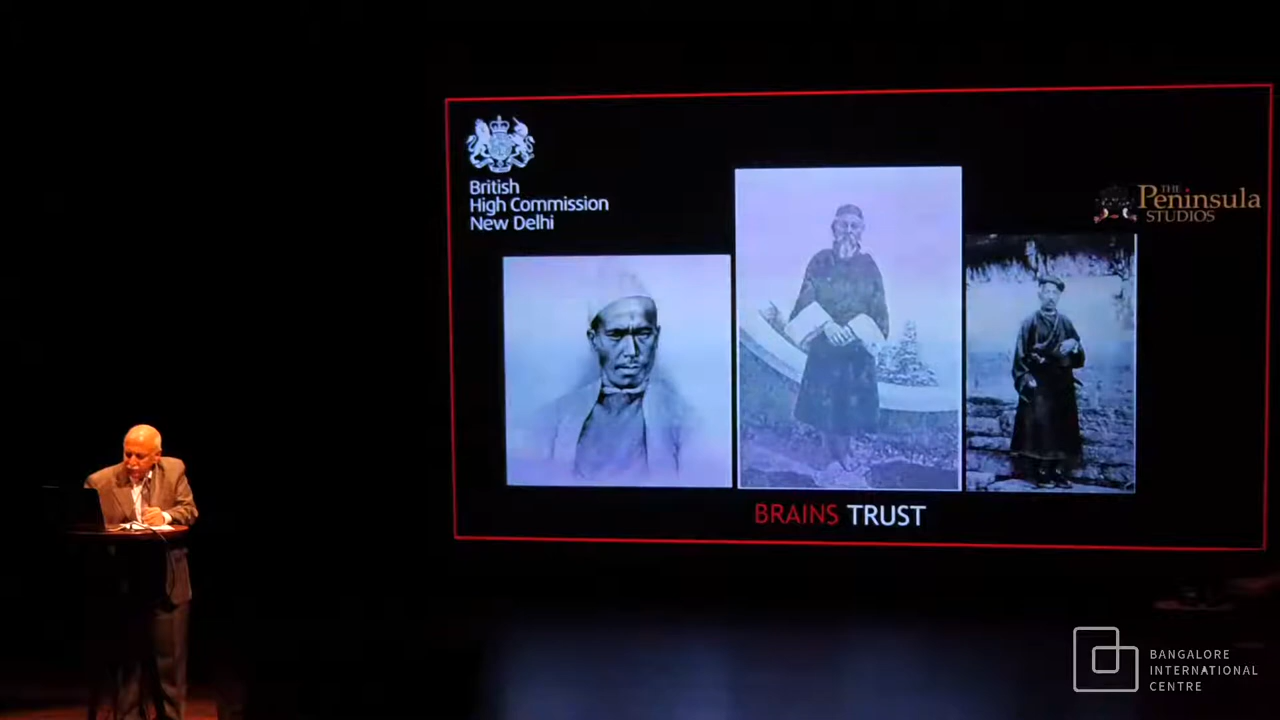 British
High Commission
New Delhi
THE
Peninsula
STUDIOS
BRAINS TRUST
BANGALORE
INTERNATIONAL
CENTRE